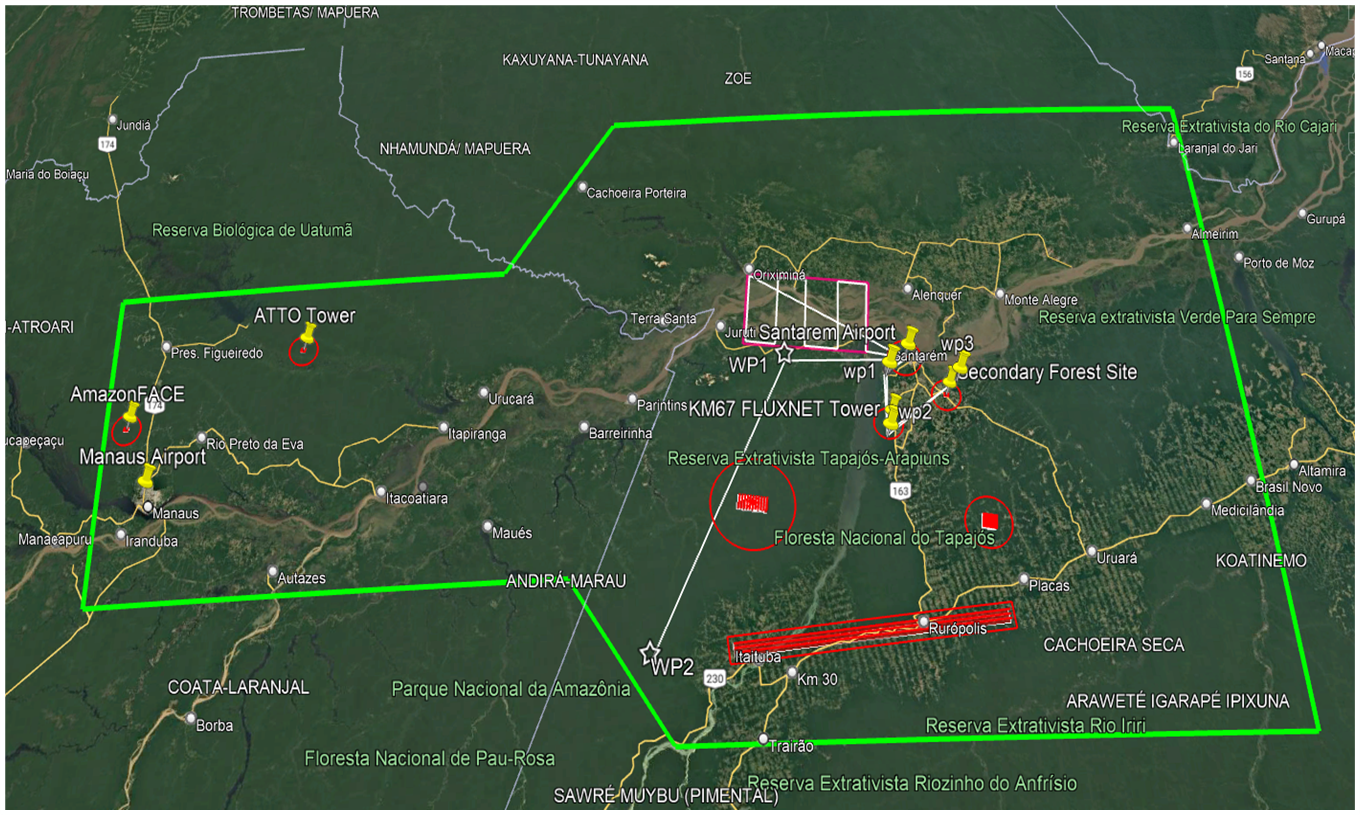 TROMBETAS/ MAPUERA
KAXUYANA-TUNAYANA
ZOE
Santana
Macap
156
Jundiá
174
Reserva Extrativista do Rio Cajari
Laranjal do Jari
NHAMUNDÁ/ MAPUERA
Maria do Boiaçu
Cachoeira Porteira
Gurupá
Reserva Biológica de Uatumã
Almeirim
Porto de Moz
Oriximiná
Alenquer
Monte Alegre
ATTO Tower
Terra Santa
Reserva extrativista Verde Para Sempre
I-ATROARI
Juruti
Santarem Airport
Pres. Figueiredo
Santarém
wp3
WP1
wp1
Secondary Forest Site
AmazonFACE
174
Urucará
Parintins
KM67 FLUXNET Tower
wp2
ucapeçaçu
Rio Preto da Eva
Itapiranga
Barreirinha
Manaus Airport
Reserva Extrativista Tapajós-Arapiuns
Altamira
Brasil Novo
163
Itacoatiara
Manaus
Medicilândia
Manacapuru
Iranduba
Maués
Floresta Nacional do Tapajós
Uruará
KOATINEMO
Autazes
ANDIRÁ-MARAU
Placas
Rurópolis
CACHOEIRA SECA
Itaituba
WP2
230
Km 30
COATA-LARANJAL
Parque Nacional da Amazônia
ARAWETÉ IGARAPÉ IPIXUNA
Borba
Reserva Extrativista Rio Iriri
Trairão
Floresta Nacional de Pau-Rosa
Reserva Extrativista Riozinho do Anfrísio
SAWRÉ MUYBU (PIMENTAL)